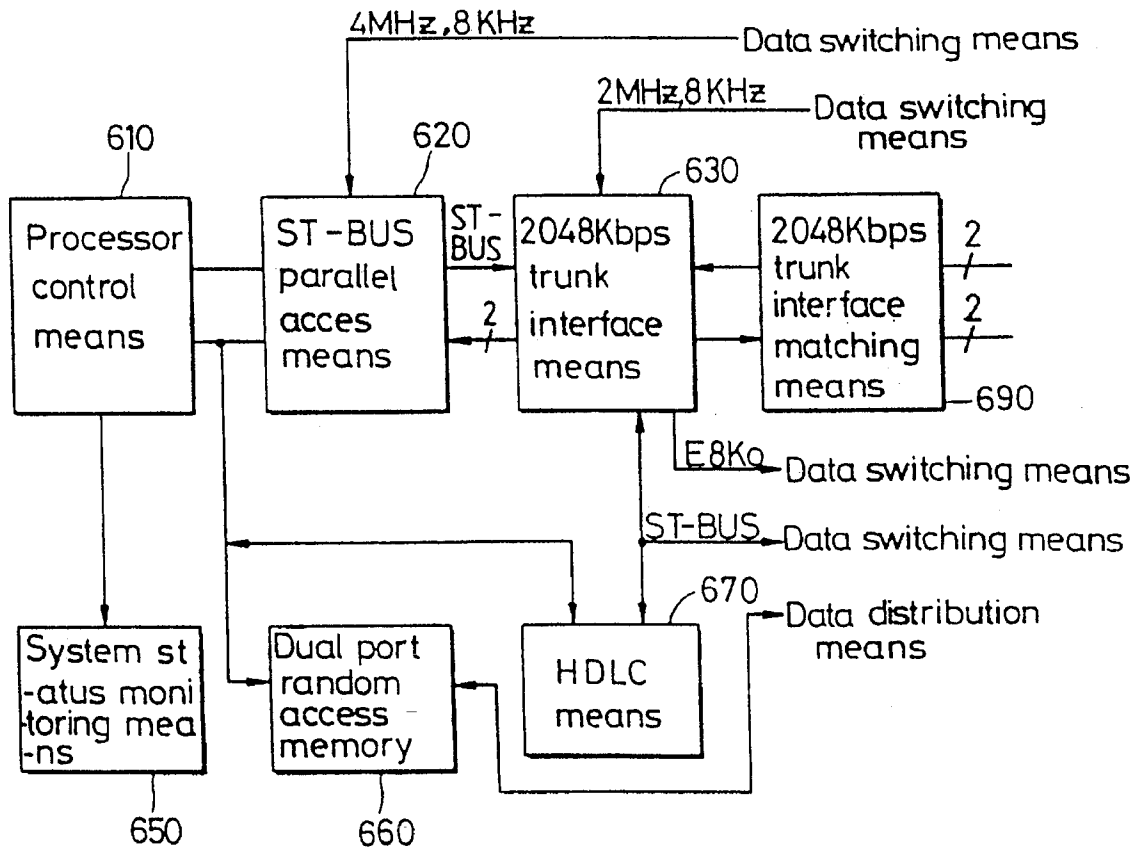 4MHz, 8KHz
Data switching means
2MHz, 8KHz
Data switching
means
610
620
630
Processor
control
means
ST-BUS
parallel
acces
means
ST-
BUS
2
2048Kbps
trunk
interface
means
2048Kbps
trunk
interface
matching
means
2
2
690
E8Ko
Data switching means
ST-BUS
Data switching means
670
Data distribution
means
System st
-atus moni
-toring mea
-ns
Dual port
random
access
memory
HDLC
means
650
660